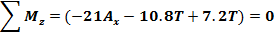 ∑ M_z = (−21A_x − 10.8T + 7.2T) = 0